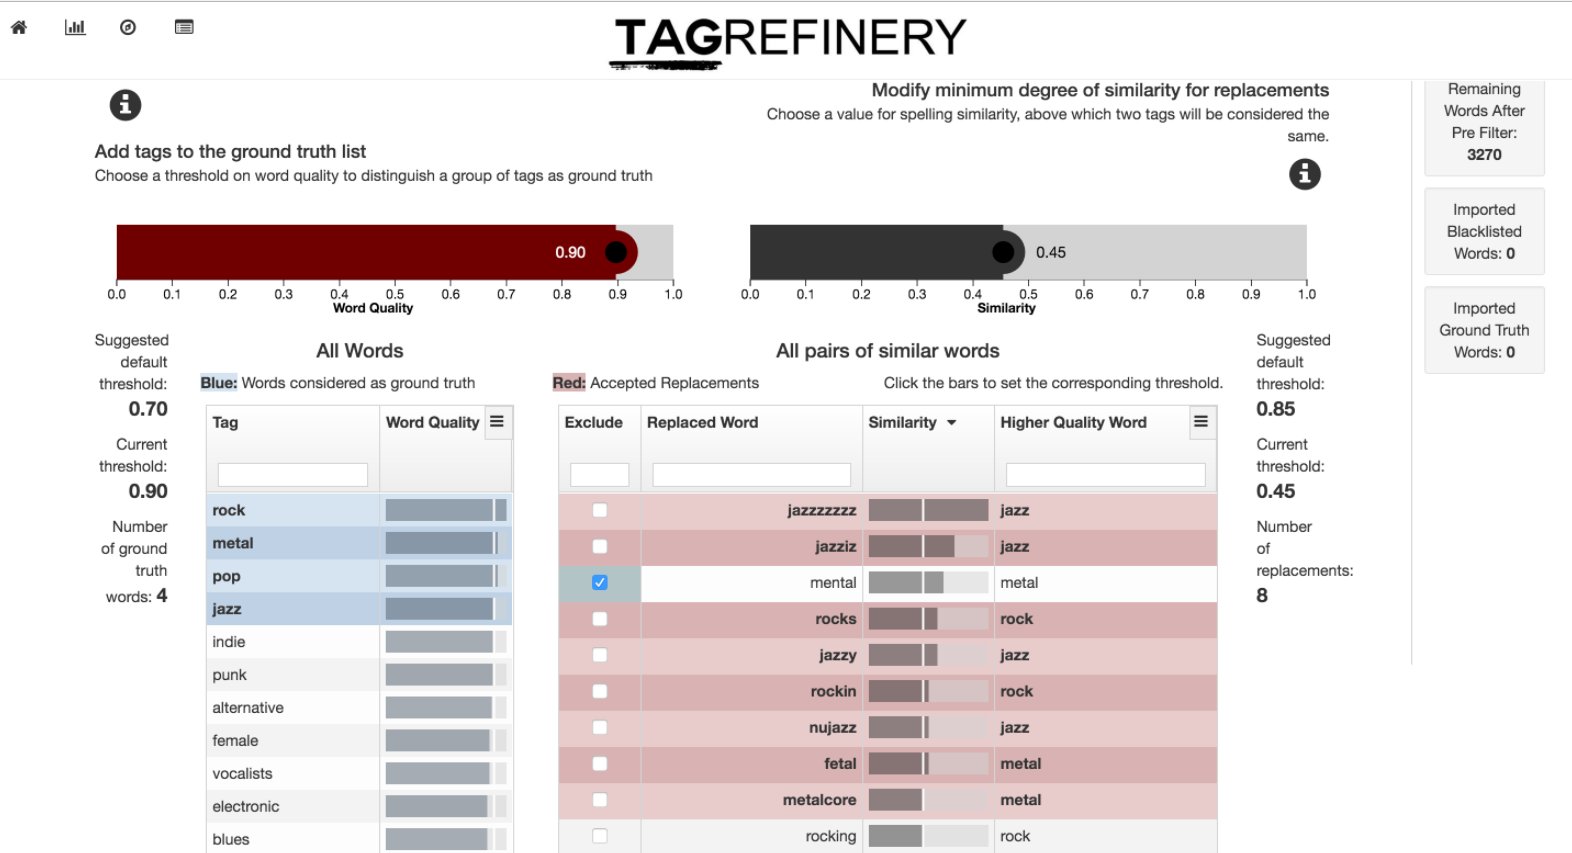 TAGREFINERY
Add tags to the ground truth list
Choose a threshold on word quality to distinguish a group of tags as ground truth
0.90
0.0 0.1 0.2 0.3 0.4 0.5 0.6 0.7 0.8 0.9 1.0
Word Quality
Modify minimum degree of similarity for replacements
Choose a value for spelling similarity, above which two tags will be considered the
same.
0.45
0.0 0.1 0.2 0.3 0.4 0.5 0.6 0.7 0.8 0.9 1.0
Similarity
Remaining
Words After
Pre Filter:
3270
Imported
Blacklisted
Words: 0
Imported
Ground Truth
Words: 0
Suggested
default
threshold:
0.70
Current
threshold:
0.90
Number
of ground
truth
words: 4
All Words
Blue: Words considered as ground truth
Tag Word Quality
rock
metal
pop
jazz
indie
punk
alternative
female
vocalists
electronic
blues
All pairs of similar words
Red: Accepted Replacements Click the bars to set the corresponding threshold.
Exclude Replaced Word Similarity Higher Quality Word
jazzzzzzz jazz
jazziz jazz
mental metal
rocks rock
jazzy jazz
rockin rock
nujazz jazz
fetal metal
metalcore metal
rocking rock
Suggested
default
threshold:
0.85
Current
threshold:
0.45
Number
of
replacements:
8